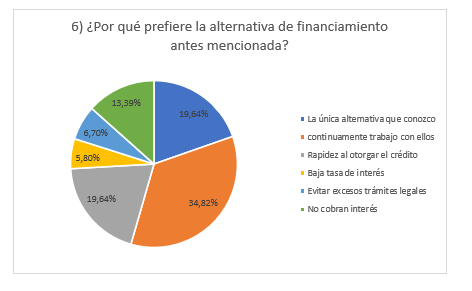 6) ¿Por qué prefiere la alternativa de financiamiento
antes mencionada?
13,39%
19,64%
6,70%
5,80%
19,64%
34,82%
La única alternativa que conozco
continuamente trabajo con ellos
Rapidez al otorgar el crédito
Baja tasa de interés
Evitar excesos trámites legales
No cobran interés